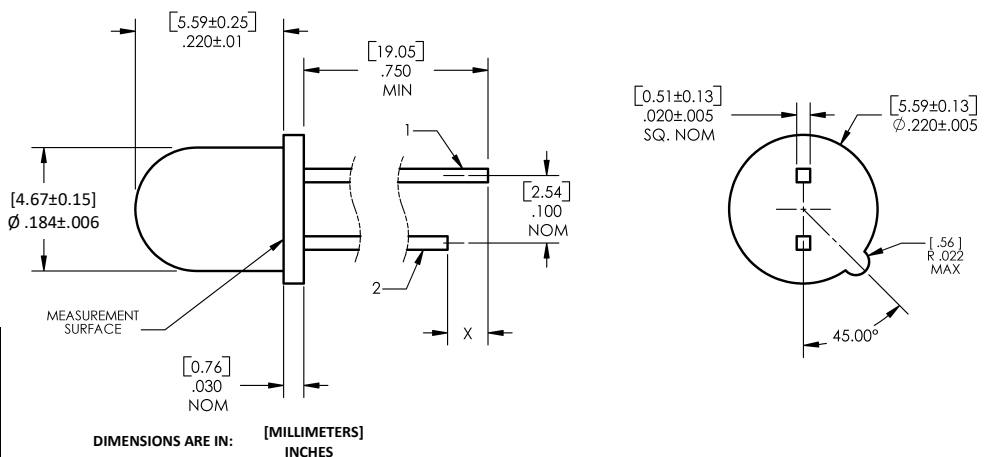 [5.59±0.25]
.220±.01
[19.05]
.750
MIN
1
[2.54]
.100
NOM
[4.67±0.15]
Ø .184±.006
2
MEASUREMENT
SURFACE
X
[0.76]
.030
NOM
DIMENSIONS ARE IN:
[MILLIMETERS]
INCHES
[0.51±0.13]
.020±.005
SQ. NOM
[5.59±0.13]
Ø.220±.005
[.56]
R .022
MAX
45.00°